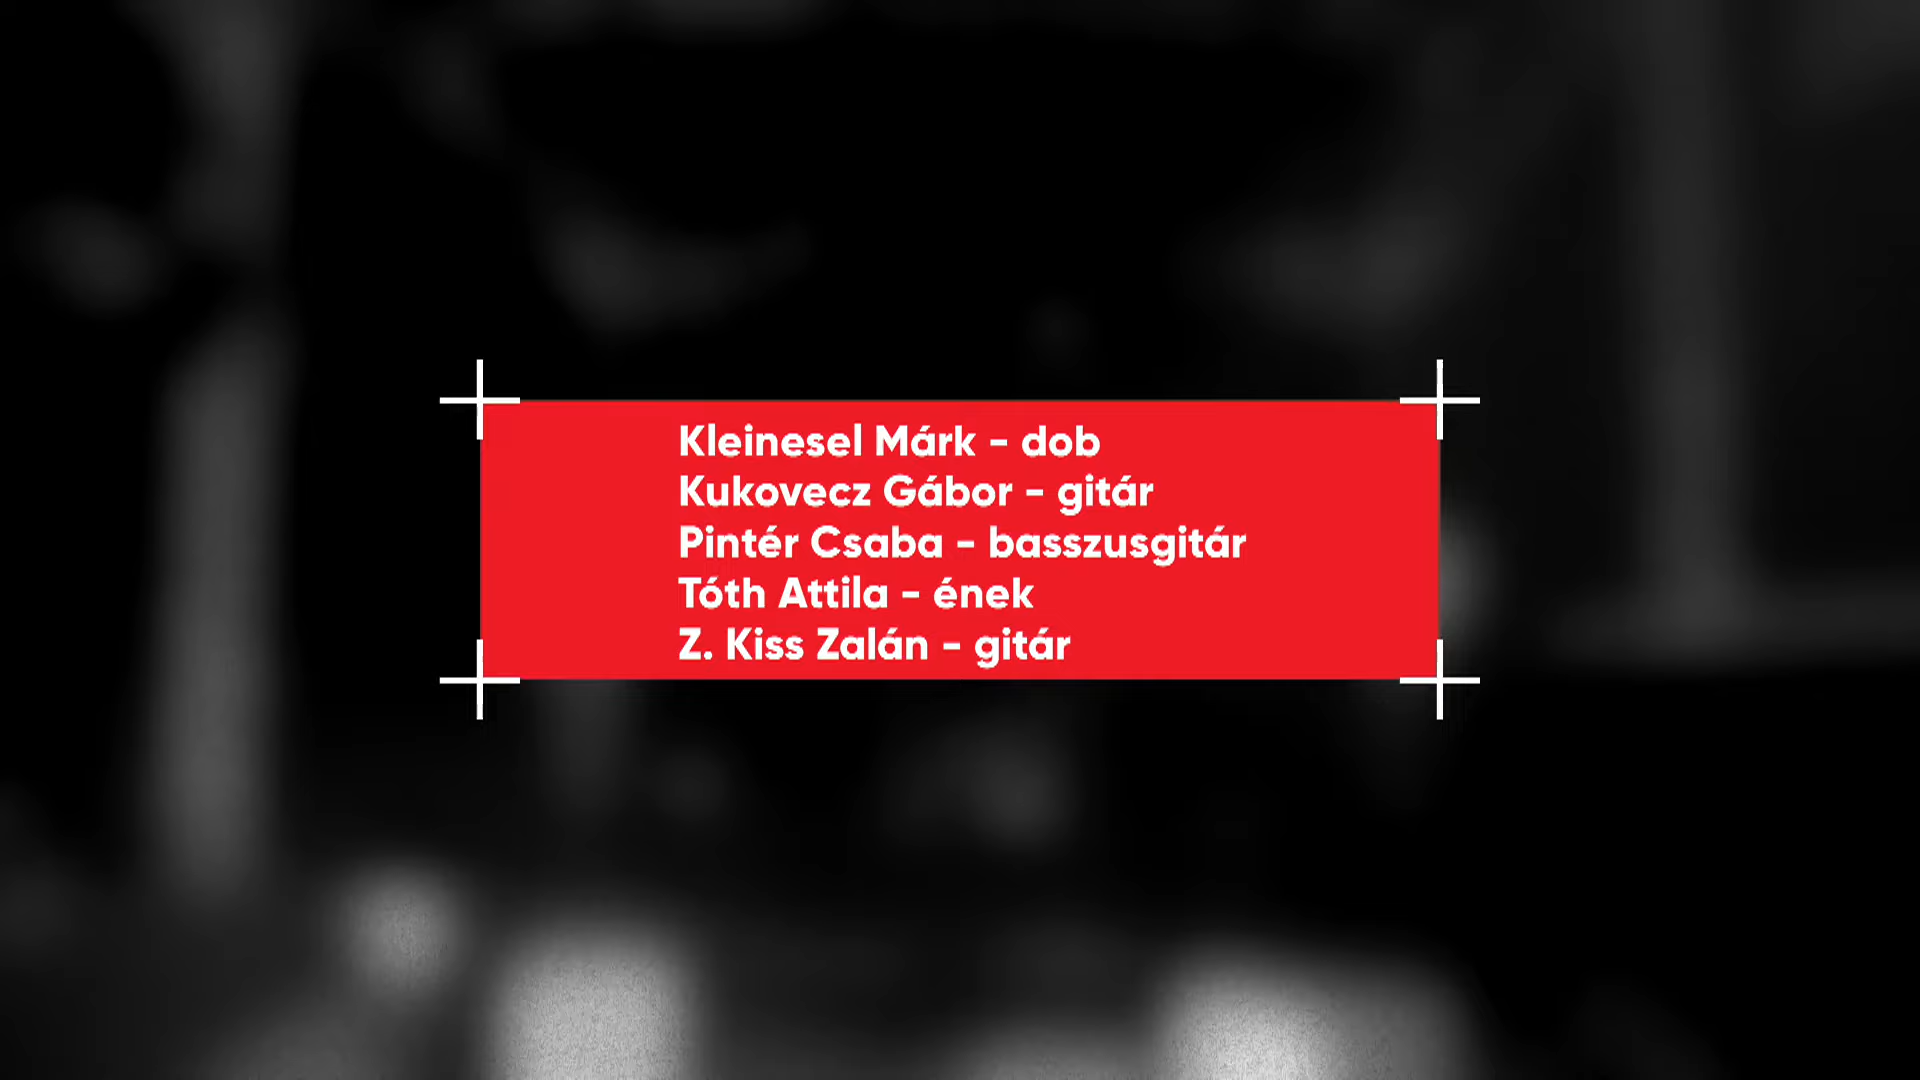 Kleinesel Márk - dob
Kukovecz Gábor - gitár
Pintér Csaba - basszusgitár
Tóth Attila - ének
Z. Kiss Zalán - gitár